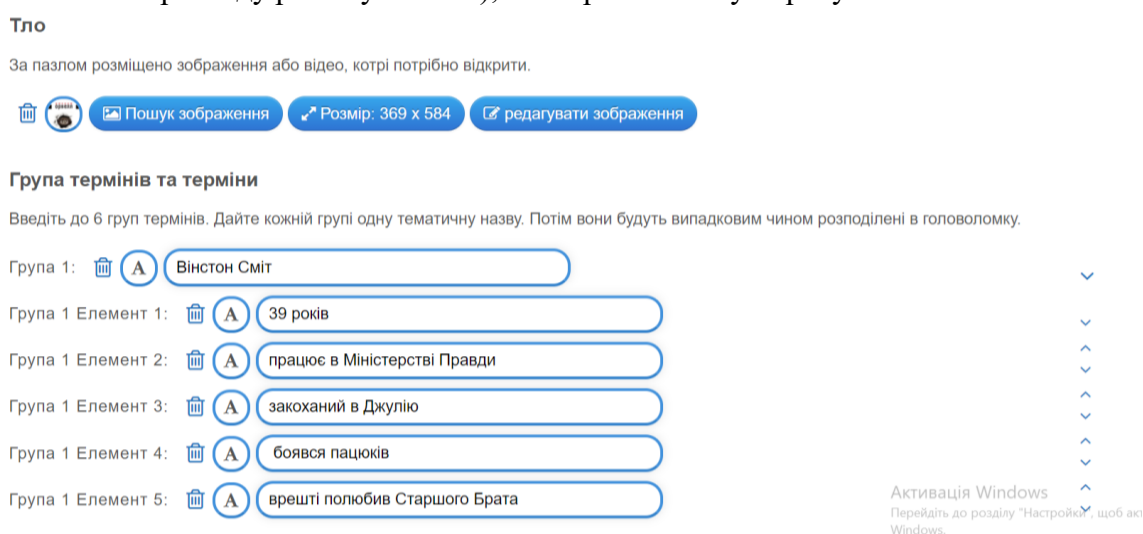 Тло
За пазлом розміщено зображення або відео, котрі потрібно відкрити.
Пошук зображення Розмір: 369 x 584 редагувати зображення
Група термінів та терміни
Введіть до 6 груп термінів. Дайте кожній групі одну тематичну назву. Потім вони будуть випадковим чином розподілені в головоломку.
Група 1: A Вінстон Сміт
Група 1 Елемент 1: A 39 років
Група 1 Елемент 2: A працює в Міністерстві Правди
Група 1 Елемент 3: A закоханий в Джулію
Група 1 Елемент 4: A боявся пацюків
Група 1 Елемент 5: A врешті полюбив Старшого Брата
Активація Windows
Перейдіть до розділу "Настройки", щоб акт
Windows.